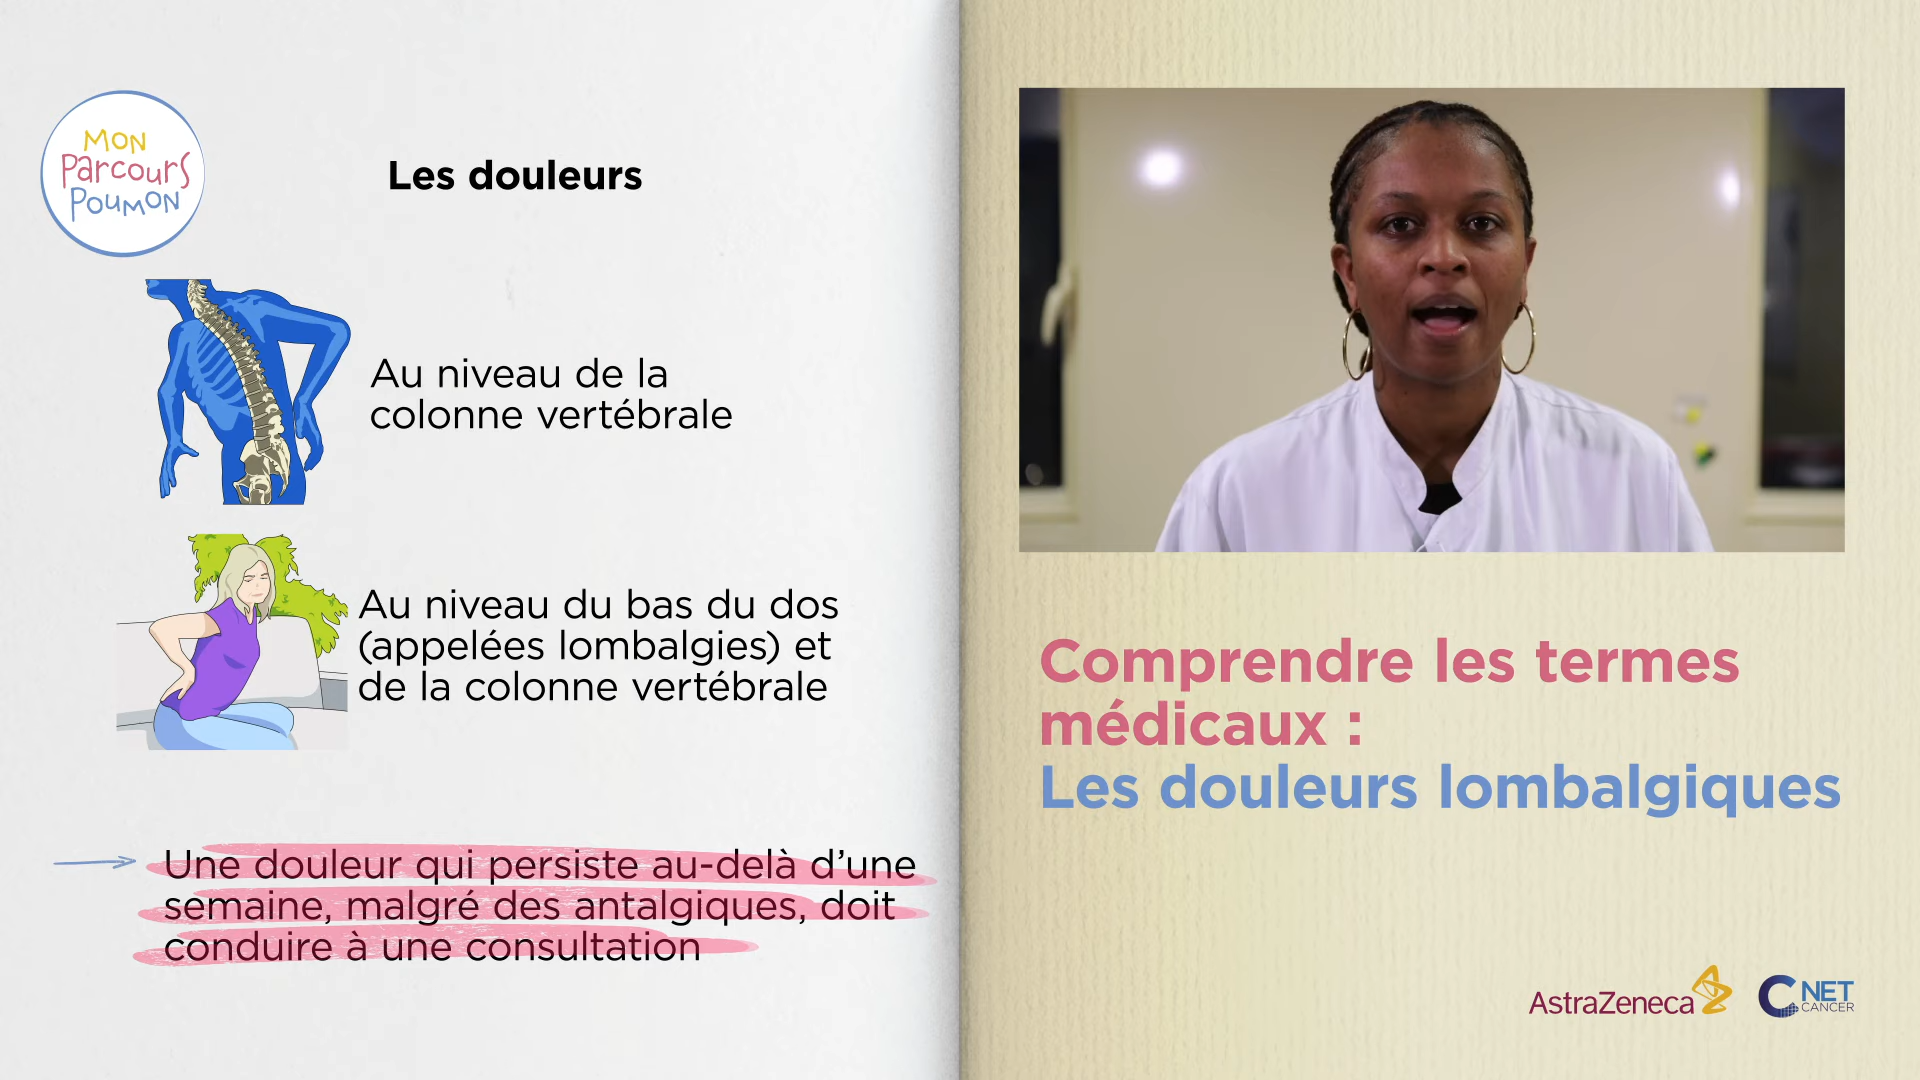 MON
Parcours
POUMON
Les douleurs
Au niveau de la
colonne vertébrale
Au niveau du bas du dos
(appelées lombalgies) et
de la colonne vertébrale
Une douleur qui persiste au-delà d’une
semaine, malgré des antalgiques, doit
conduire à une consultation
Comprendre les termes
médicaux :
Les douleurs lombalgiques
AstraZeneca
C NET
CANCER